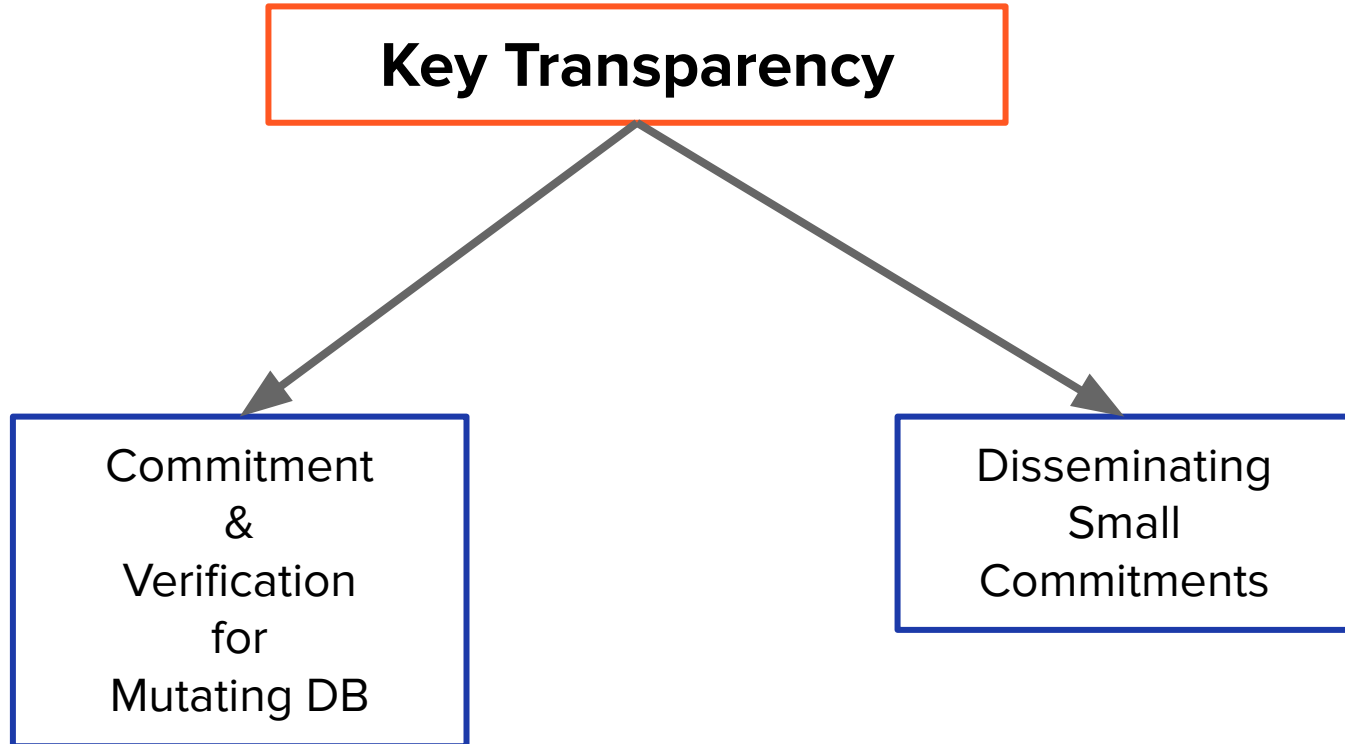 Key Transparency
Commitment
&
Verification
for
Mutating DB
Disseminating
Small
Commitments